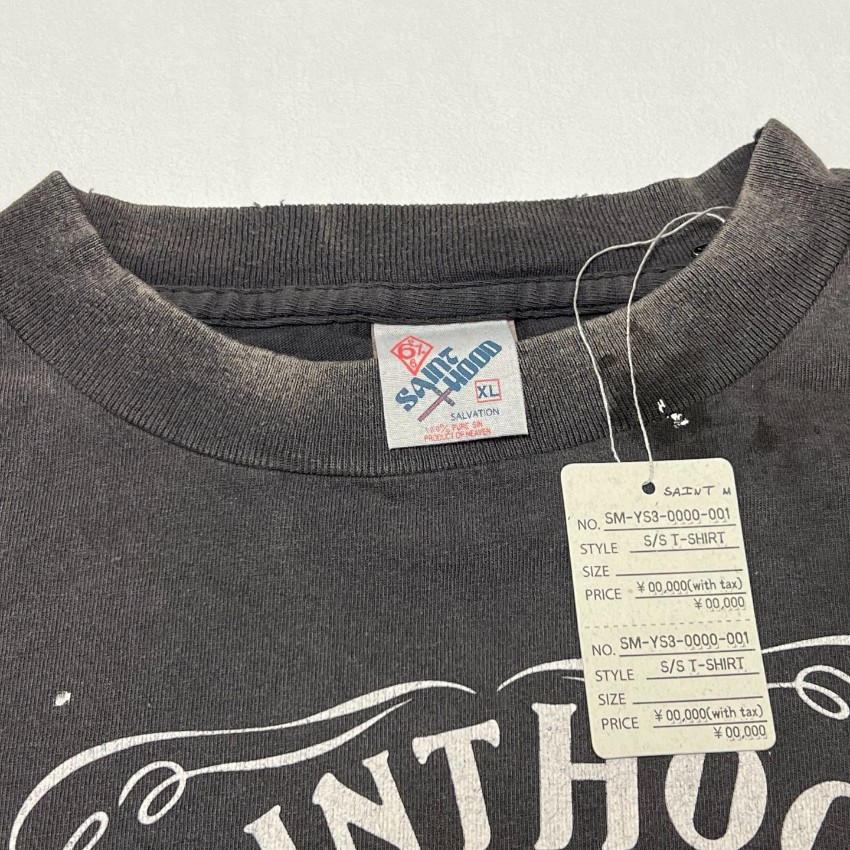 SAINT
HOOD
XL
SALVATION
100% PURE SIN
PRODUCT OF HEAVEN
SAINT M
NO. SM-YS3-0000-001
STYLE S/S T-SHIRT
SIZE
PRICE ¥00,000(with tax)
¥00,000
NO. SM-YS3-0000-001
STYLE S/S T-SHIRT
SIZE
PRICE ¥00,000(with tax)
¥00,000
INT HO